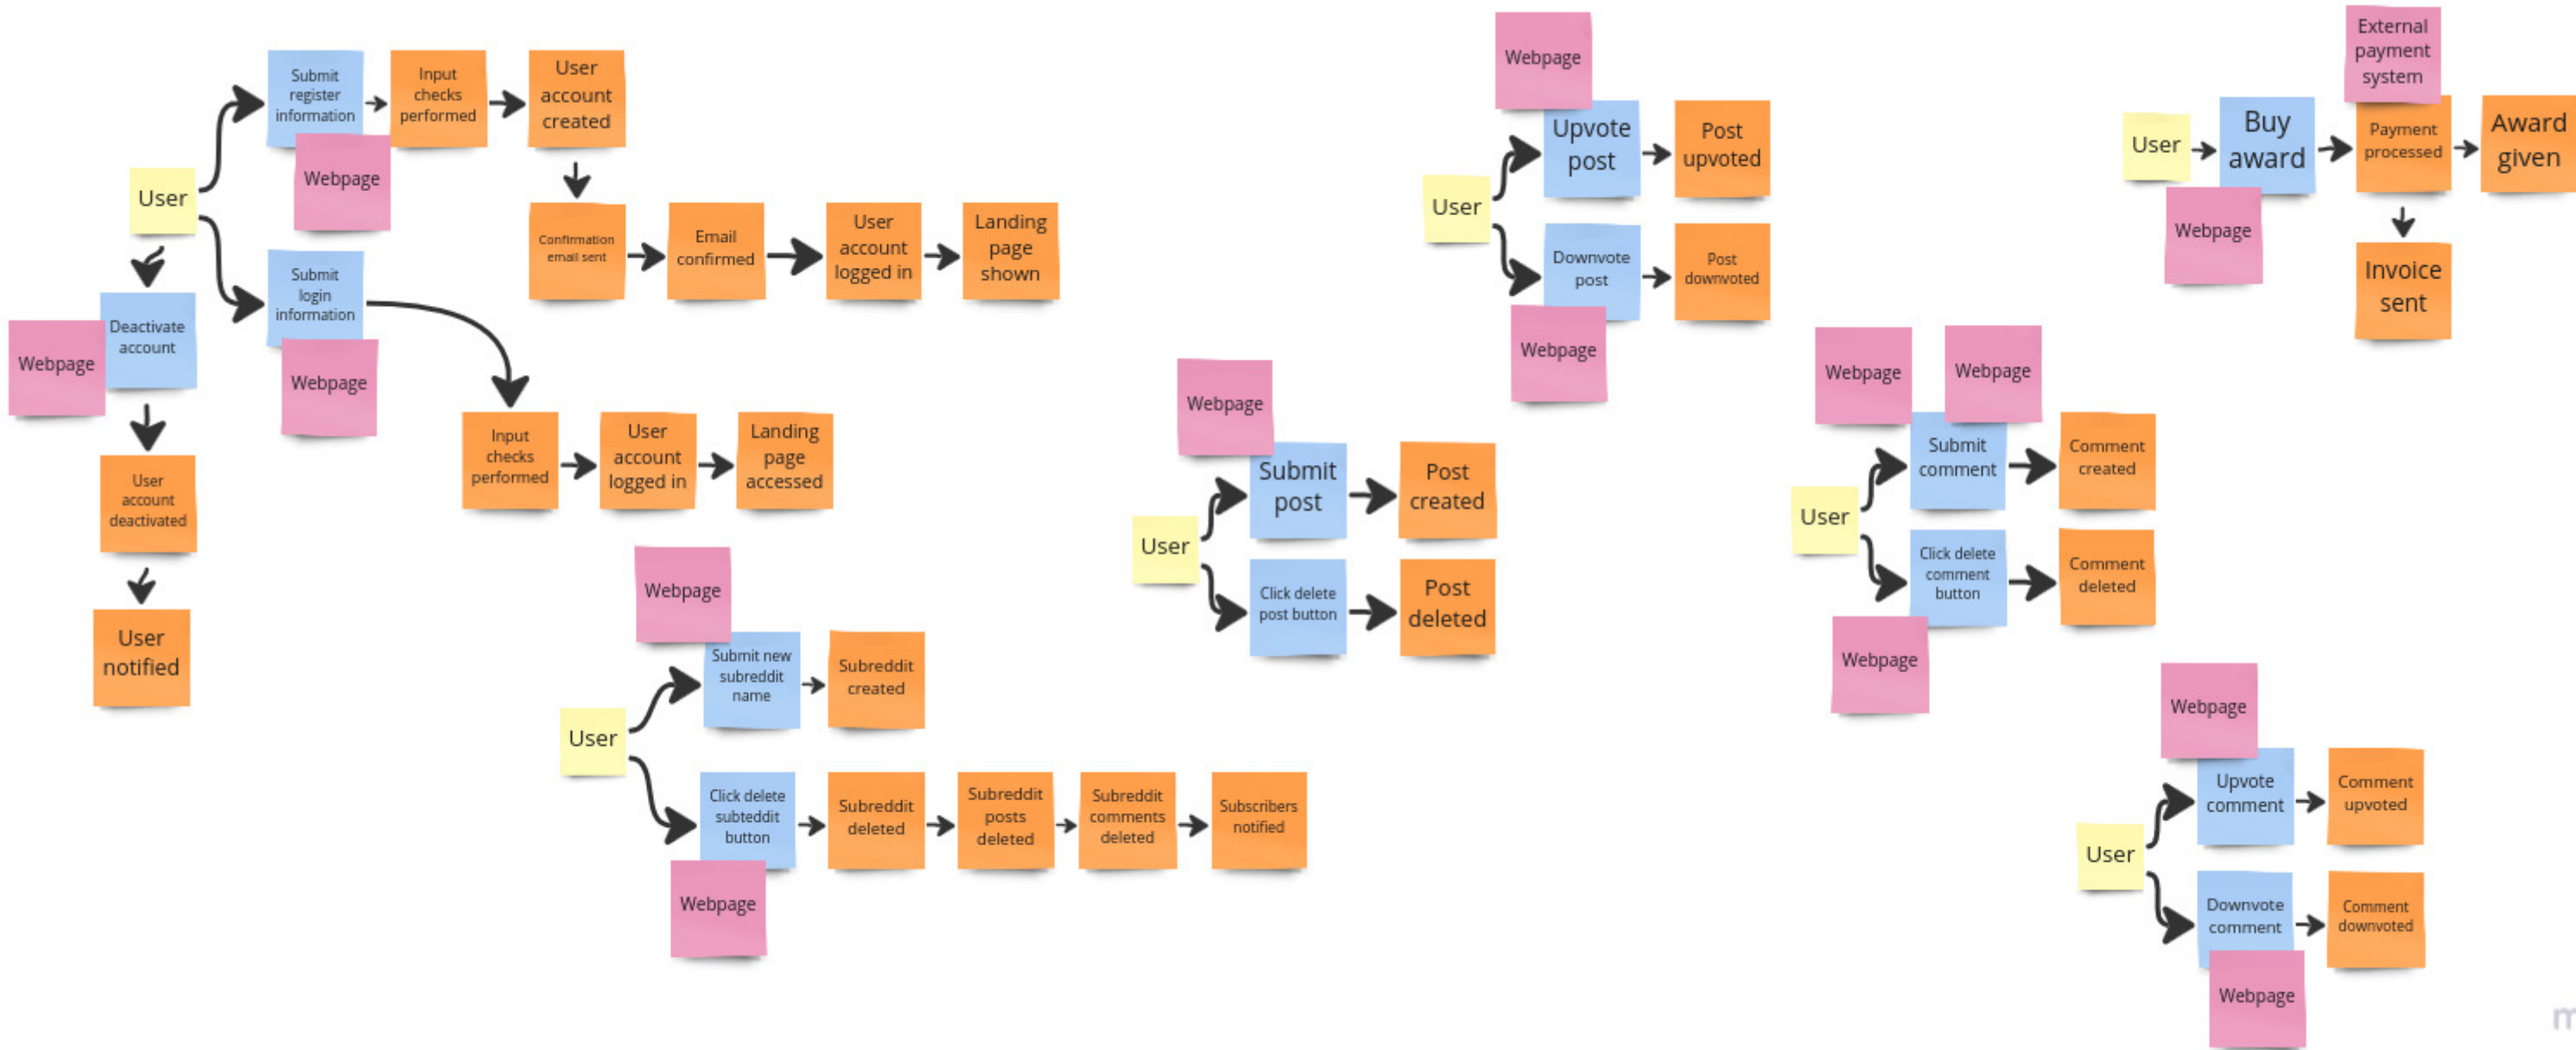 Submit
register
information
Input
checks
performed
User
account
created
Webpage
User
Confirmation
email sent
Email
confirmed
User
account
logged in
Landing
page
shown
Submit
login
information
Webpage
Deactivate
account
Webpage
Input
checks
performed
User
account
logged in
Landing
page
accessed
User
account
deactivated
User
notified
Webpage
Submit new
subreddit
name
Subreddit
created
User
Click delete
subteddit
button
Subreddit
deleted
Subreddit
posts
deleted
Subreddit
comments
deleted
Subscribers
notified
Webpage
Webpage
Submit
post
Post
created
User
Click delete
post button
Post
deleted
Webpage
Upvote
post
Post
upvoted
User
Downvote
post
Post
downvoted
Webpage
External
payment
system
User
Buy
award
Payment
processed
Award
given
Webpage
Invoice
sent
Webpage
Webpage
Submit
comment
Comment
created
User
Click delete
comment
button
Comment
deleted
Webpage
Webpage
Upvote
comment
Comment
upvoted
User
Downvote
comment
Comment
downvoted
Webpage
m